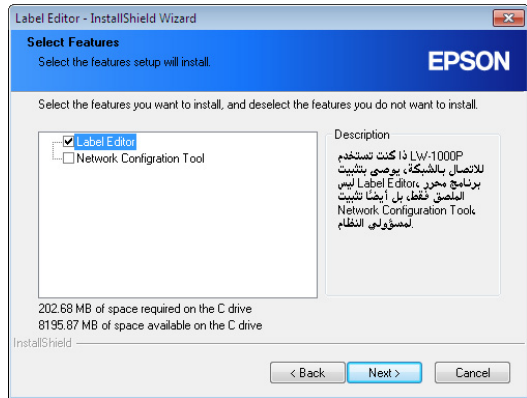 Label Editor - InstallShield Wizard
Select Features
Select the features setup will install.
EPSON
Select the features you want to install, and deselect the features you do not want to install.
Label Editor
Network Configration Tool
Description
LW-1000P ذا كنت تستخدم
للاتصال بالشبكة، يوصى بتثبيت
برنامج محرر ،Label Editor ليس
الملصق فقط، بل أيضًا تثبيت
Network Configuration Tool،
لمسؤولي النظام.
202.68 MB of space required on the C drive
8195.87 MB of space available on the C drive
InstallShield
< Back
Next >
Cancel